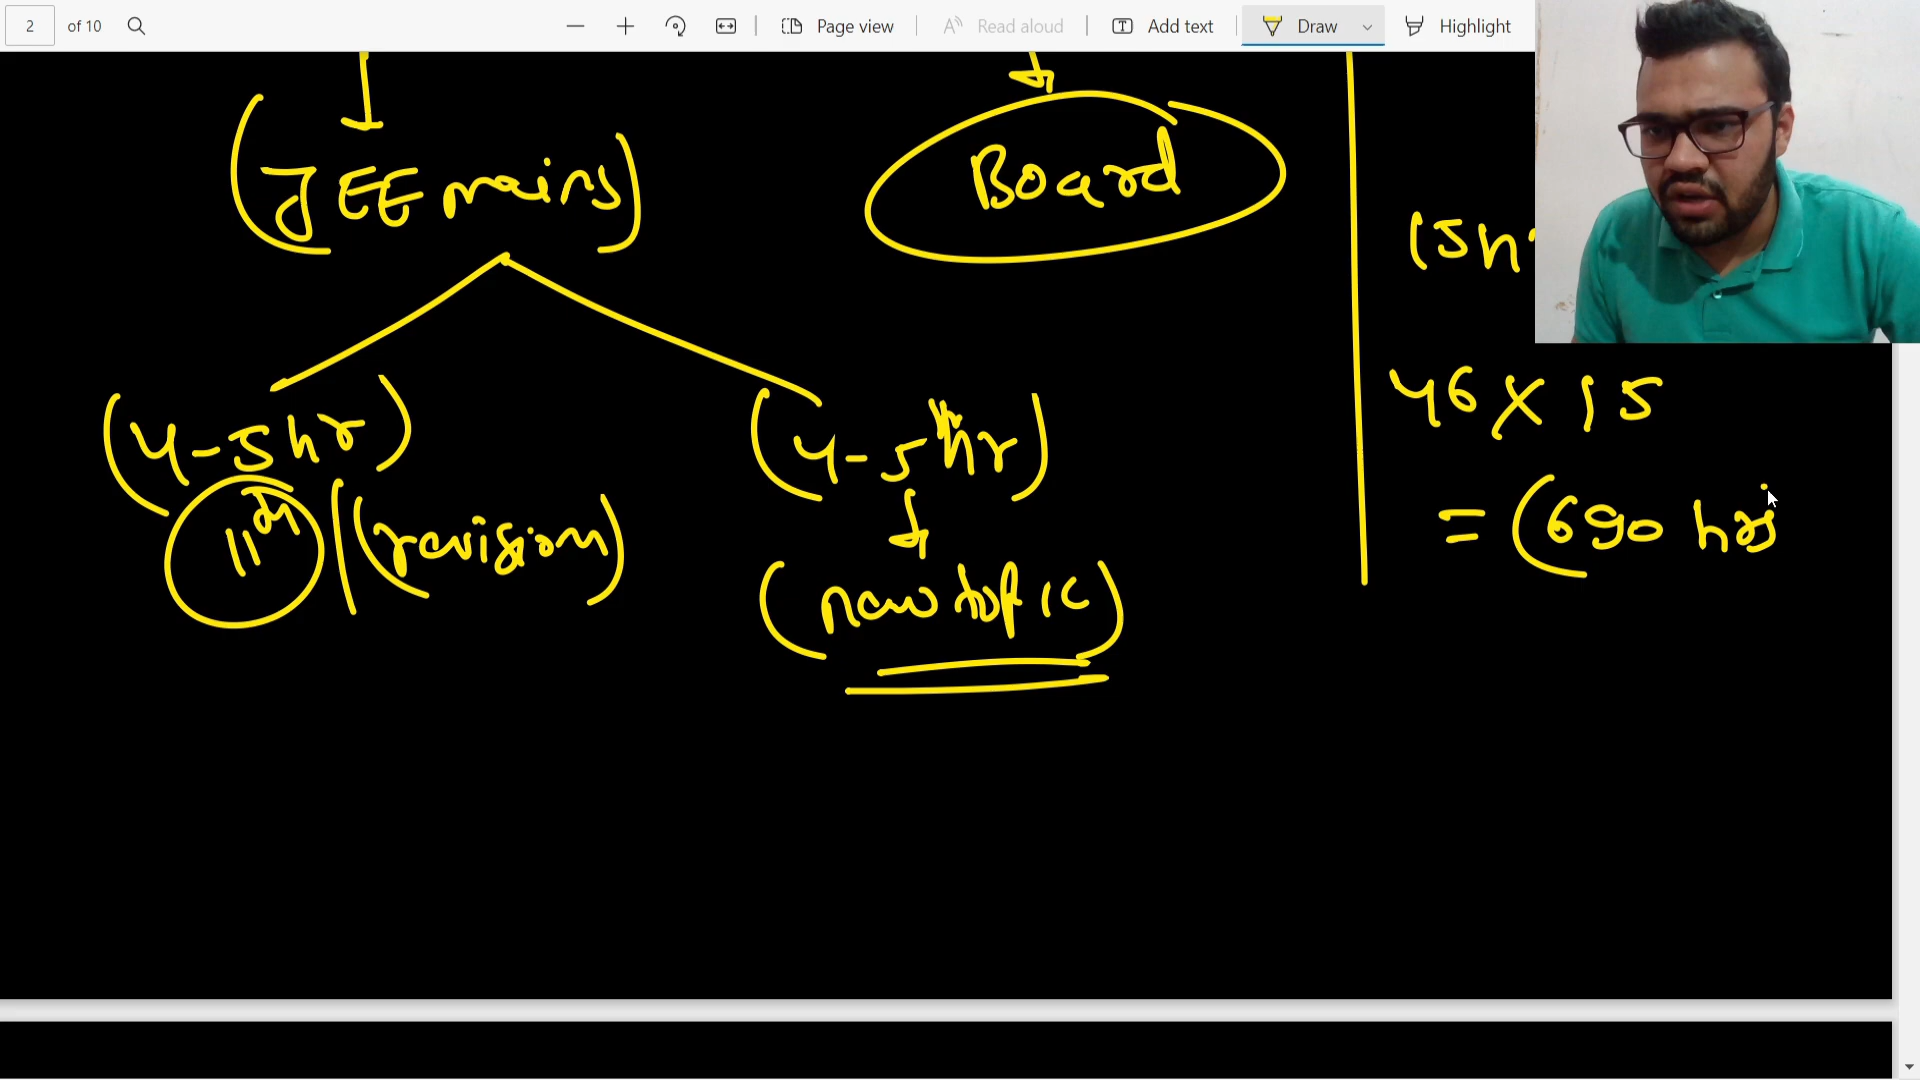 2 of 10 Page view Read aloud Add text Draw Highlight
(JEE mains)
Board
(4-5hr)
11th (revision)
(4-5hr)
(new topic)
15h
46 X 15
= (690 hrs